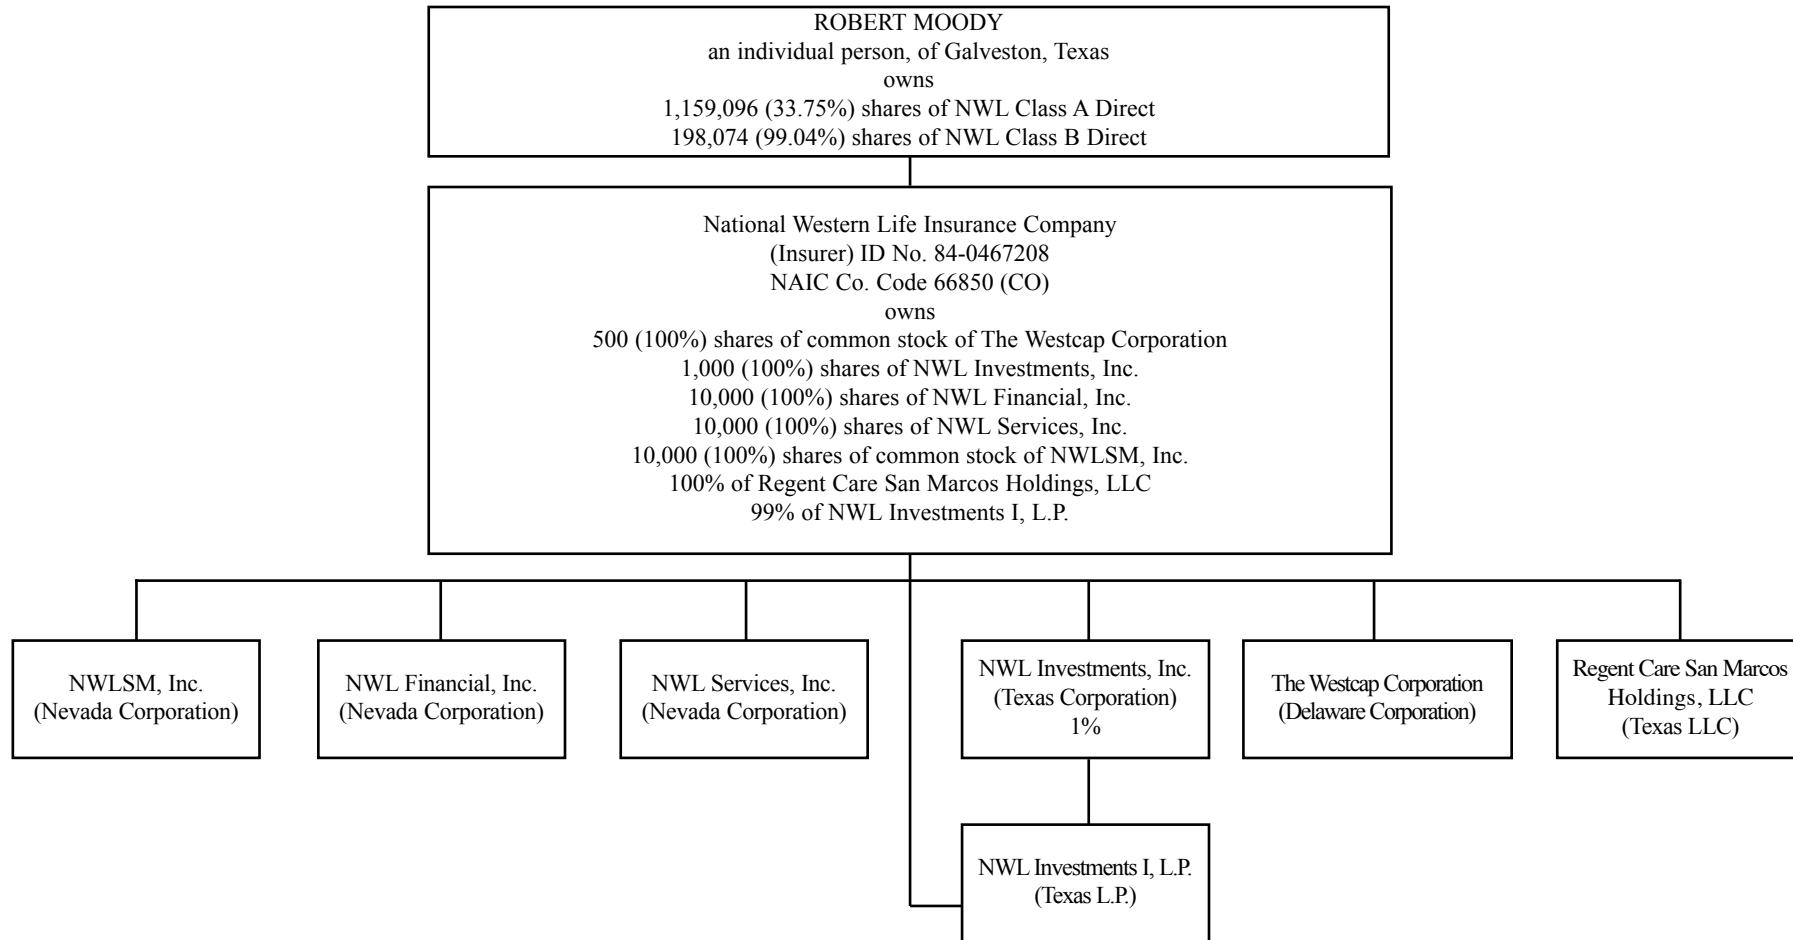 ROBERT MOODY
an individual person, of Galveston, Texas
owns
1,159,096 (33.75%) shares of NWL Class A Direct
198,074 (99.04%) shares of NWL Class B Direct
National Western Life Insurance Company
(Insurer) ID No. 84-0467208
NAIC Co. Code 66850 (CO)
owns
500 (100%) shares of common stock of The Westcap Corporation
1,000 (100%) shares of NWL Investments, Inc.
10,000 (100%) shares of NWL Financial, Inc.
10,000 (100%) shares of NWL Services, Inc.
10,000 (100%) shares of common stock of NWLSM, Inc.
100% of Regent Care San Marcos Holdings, LLC
99% of NWL Investments I, L.P.
NWLSM, Inc.
(Nevada Corporation)
NWL Financial, Inc.
(Nevada Corporation)
NWL Services, Inc.
(Nevada Corporation)
NWL Investments, Inc.
(Texas Corporation)
1%
The Westcap Corporation
(Delaware Corporation)
Regent Care San Marcos
Holdings, LLC
(Texas LLC)
NWL Investments I, L.P.
(Texas L.P.)